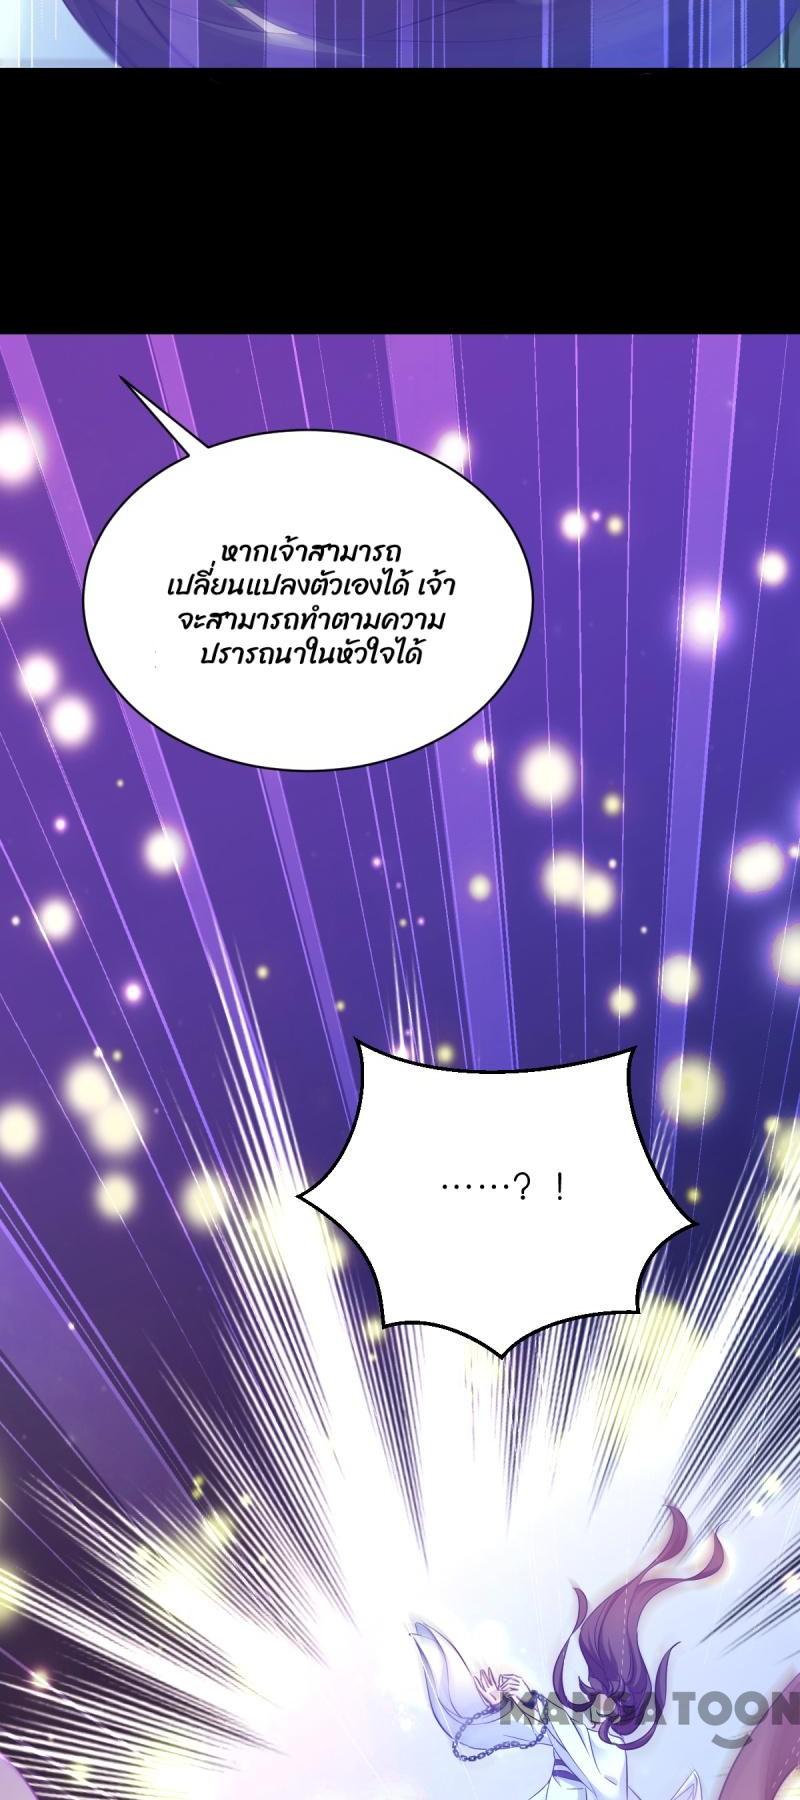 หากเจ้าสามารถ
เปลี่ยนแปลงตัวเองได้ เจ้า
จะสามารถทำตามความ
ปรารถนาในหัวใจได้
……? !
MANGATOON